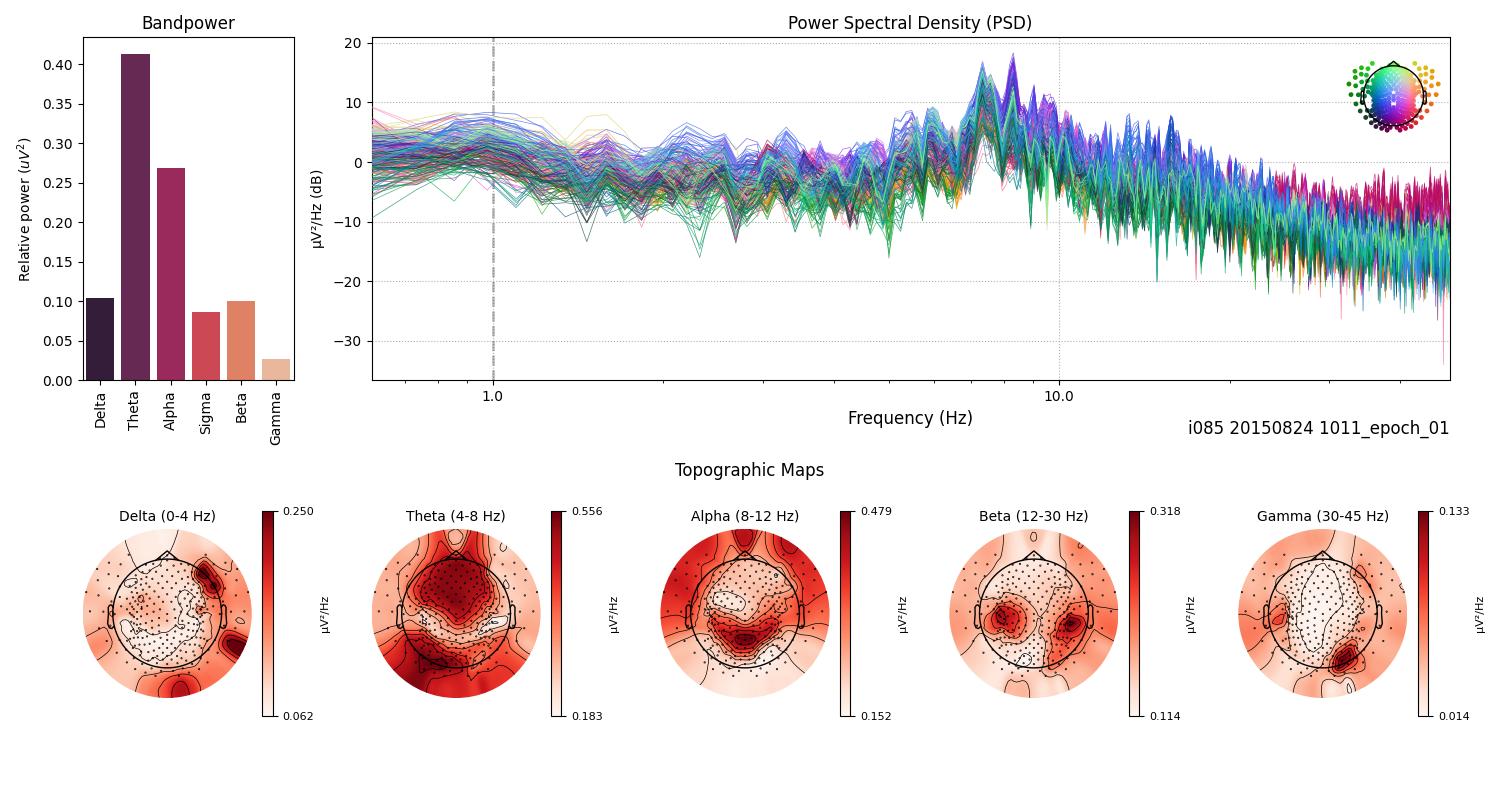 Bandpower
Power Spectral Density (PSD)
Relative power (uV²)
0.40
0.35
0.30
0.25
0.20
0.15
0.10
0.05
0.00
Delta
Theta
Alpha
Sigma
Beta
Gamma
µV²/Hz (dB)
20
10
0
−10
−20
−30
1.0
10.0
Frequency (Hz)
i085 20150824 1011_epoch_01
Topographic Maps
Delta (0-4 Hz)
0.250
µV²/Hz
0.062
Theta (4-8 Hz)
0.556
µV²/Hz
0.183
Alpha (8-12 Hz)
0.479
µV²/Hz
0.152
Beta (12-30 Hz)
0.318
µV²/Hz
0.114
Gamma (30-45 Hz)
0.133
µV²/Hz
0.014